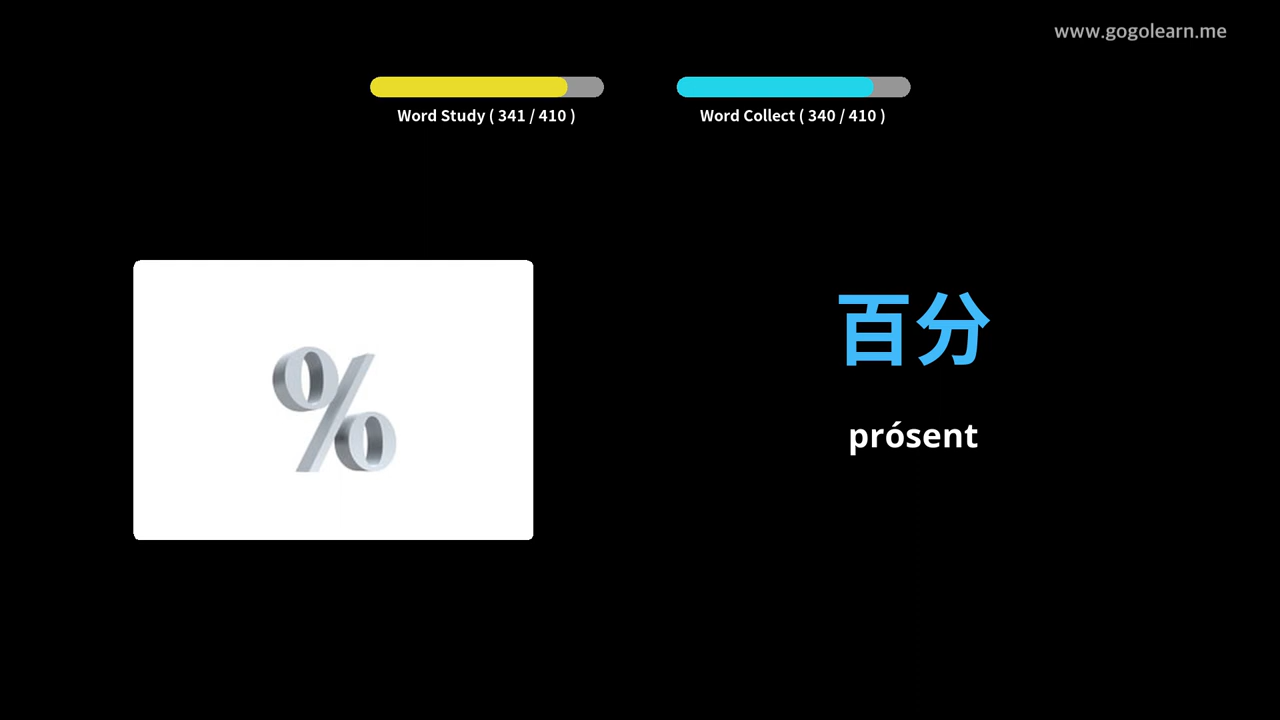 www.gogolearn.me
Word Study ( 341 / 410 )
Word Collect ( 340 / 410 )
%
百分
prósent